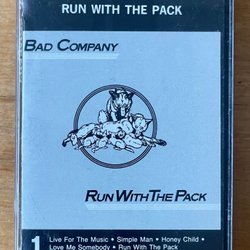 RUN WITH THE PACK
BAD COMPANY
RUN WITH THE PACK
1 Live For The Music • Simple Man • Honey Child •
Love Me Somebody • Run With The Pack